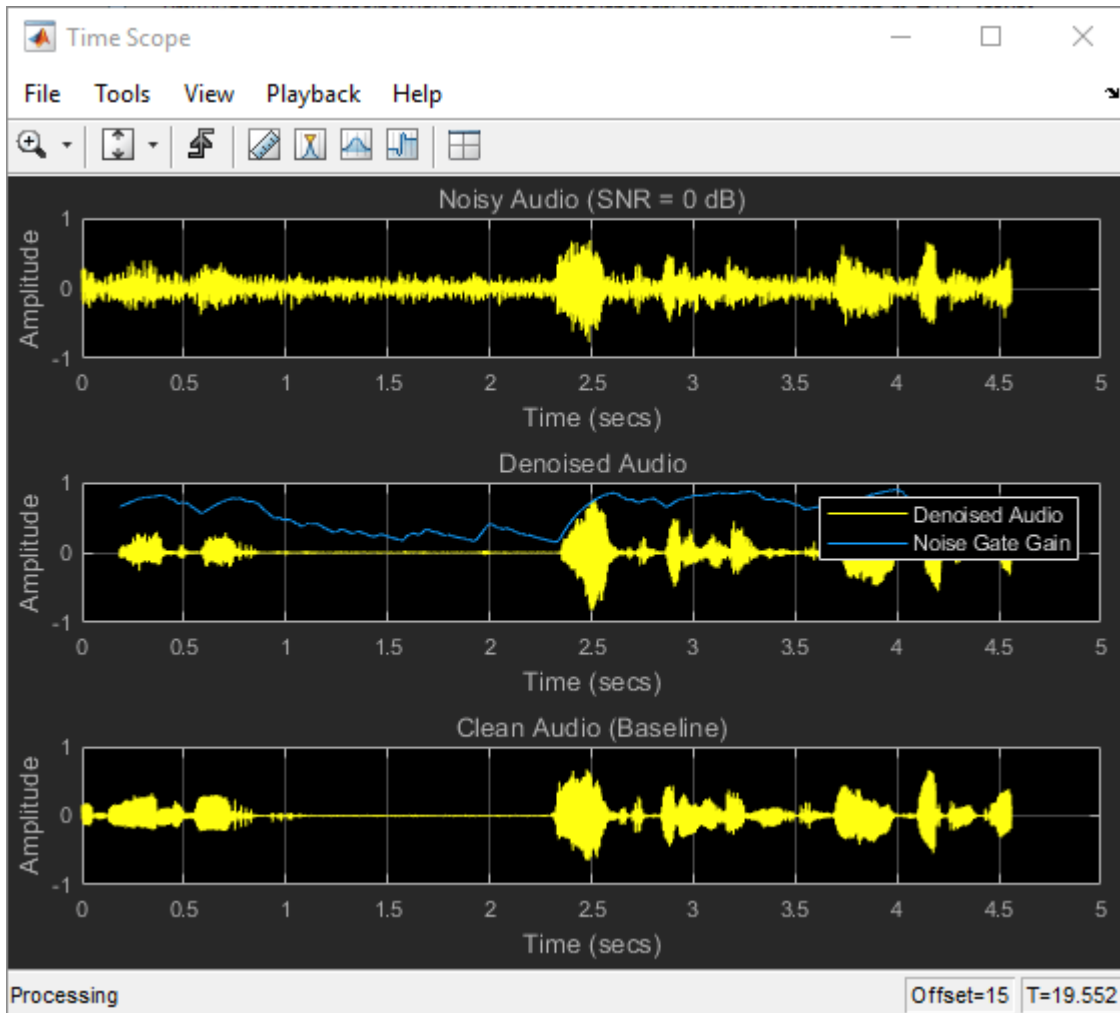 Time Scope
File Tools View Playback Help
Noisy Audio (SNR = 0 dB)
Amplitude
1
0
-1
0 0.5 1 1.5 2 2.5 3 3.5 4 4.5 5
Time (secs)
Denoised Audio
Amplitude
1
0
-1
Denoised Audio
Noise Gate Gain
0 0.5 1 1.5 2 2.5 3 3.5 4 4.5 5
Time (secs)
Clean Audio (Baseline)
Amplitude
1
0
-1
0 0.5 1 1.5 2 2.5 3 3.5 4 4.5 5
Time (secs)
Processing Offset=15 T=19.552